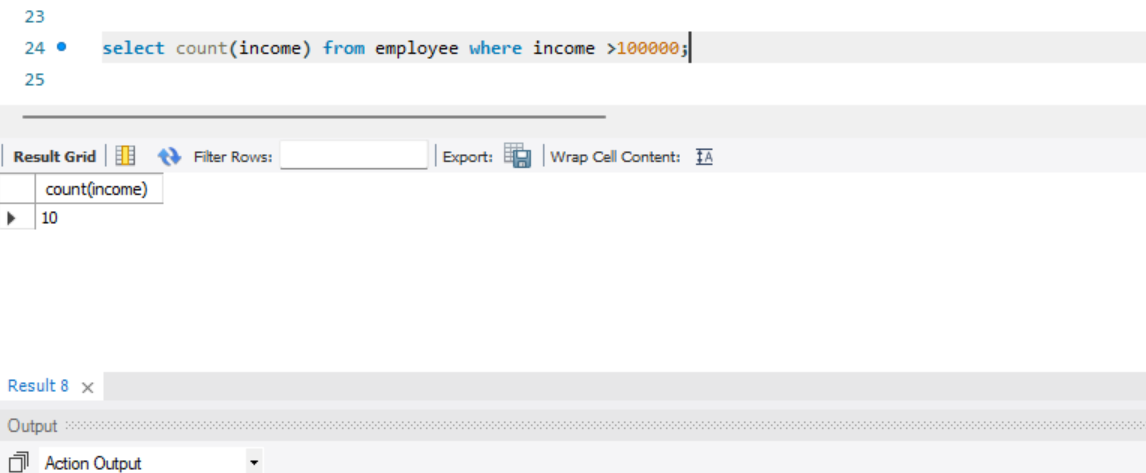 23
24 select count(income) from employee where income >100000;
25
Result Grid Filter Rows: Export: Wrap Cell Content: IA
count(income)
10
Result 8 ×
Output
Action Output